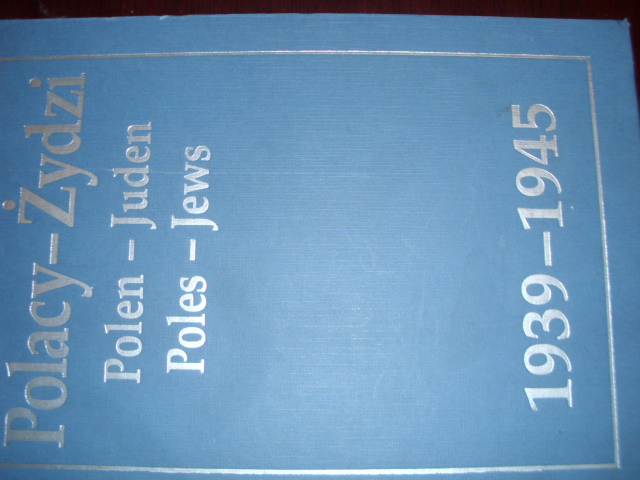 Polacy–Żydzi
Polen – Juden
Poles – Jews
1939–1945